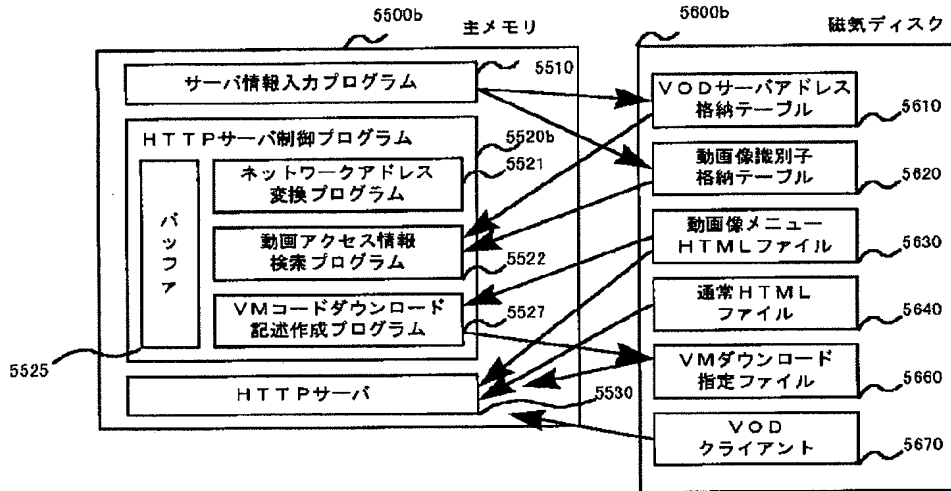 5500b
主メモリ
5600b
磁気ディスク
サーバ情報入力プログラム
5510
HTTPサーバ制御プログラム
5520b
ネットワークアドレス
変換プログラム
5521
バッファ
動画アクセス情報
検索プログラム
5522
VMコードダウンロード
記述作成プログラム
5527
5525
HTTPサーバ
5530
VODサーバアドレス
格納テーブル
5610
動画像識別子
格納テーブル
5620
動画像メニュー
HTMLファイル
5630
通常HTML
ファイル
5640
VMダウンロード
指定ファイル
5660
VOD
クライアント
5670